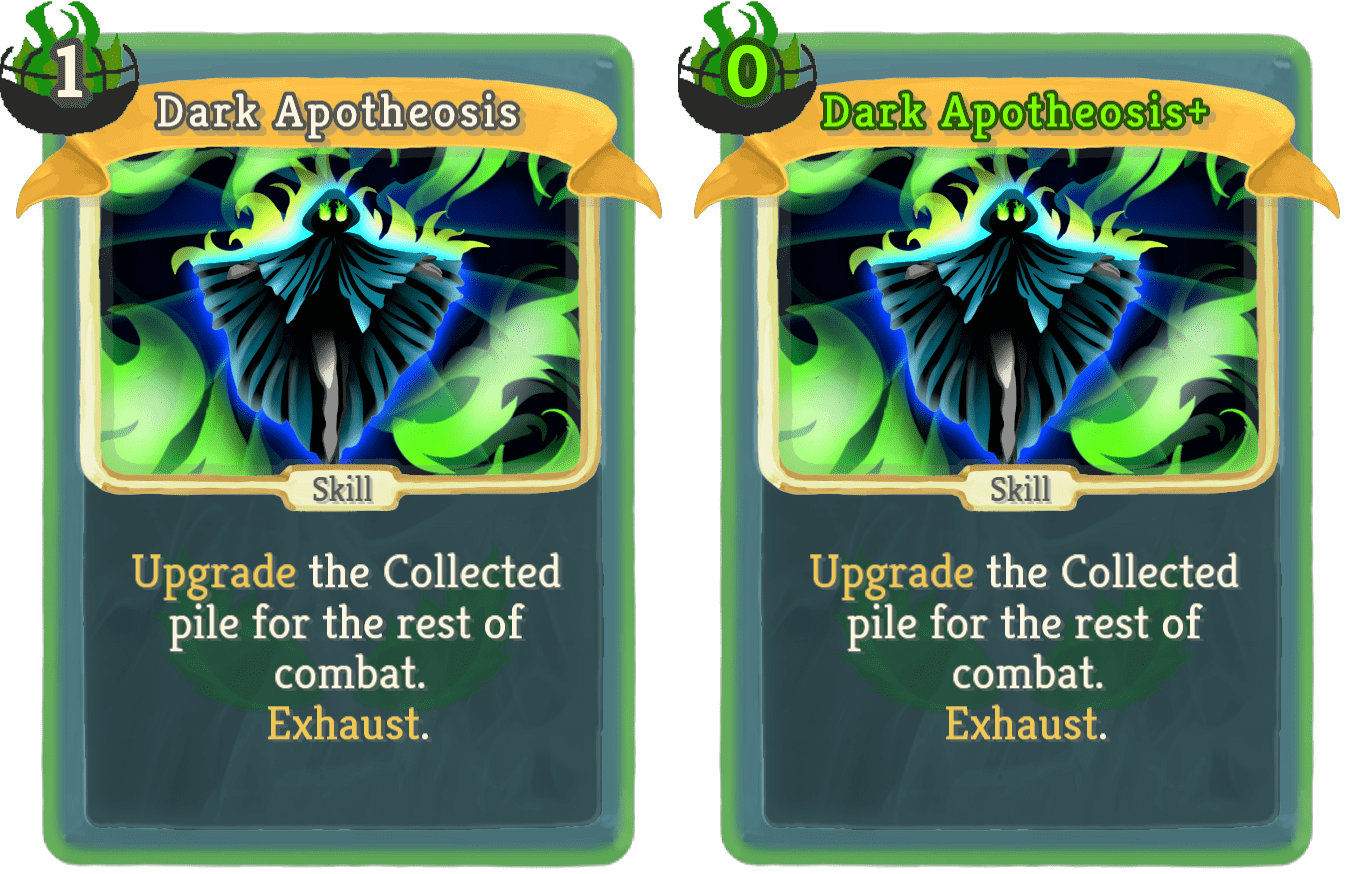 1
Dark Apotheosis
Skill
Upgrade the Collected
pile for the rest of
combat.
Exhaust.
0
Dark Apotheosis+
Skill
Upgrade the Collected
pile for the rest of
combat.
Exhaust.